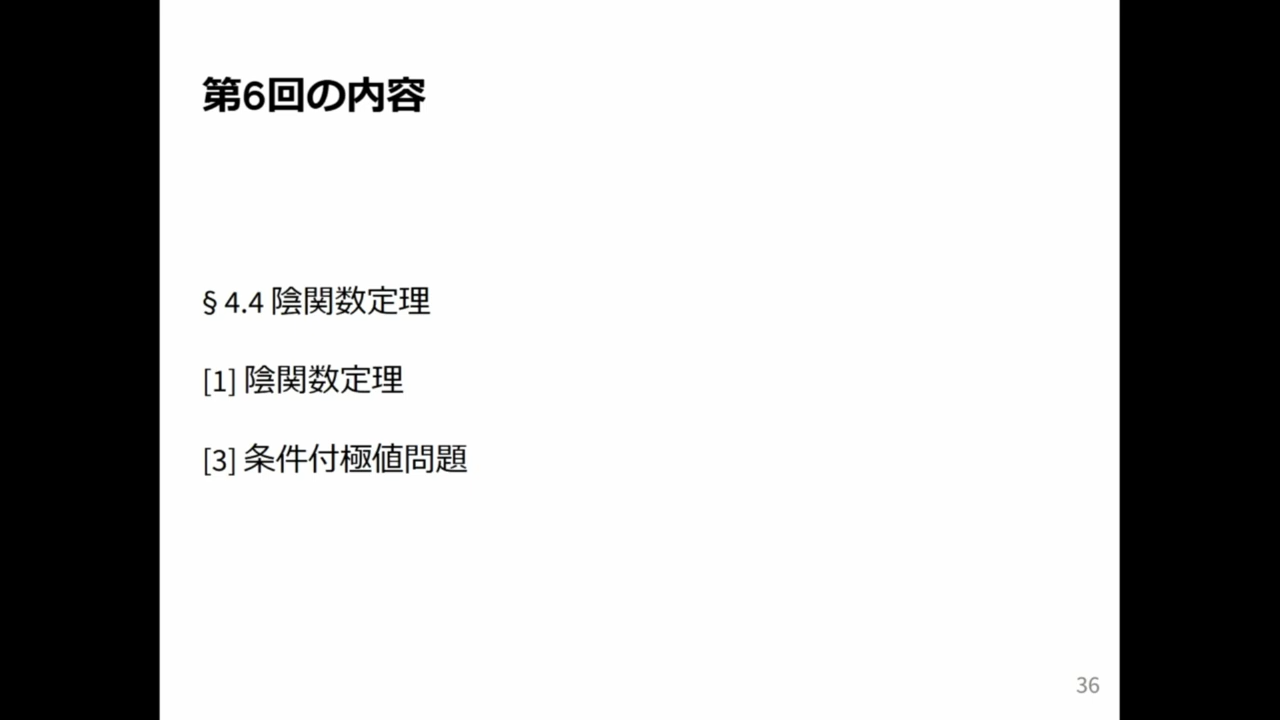 第6回の内容
§ 4.4 陰関数定理
[1] 陰関数定理
[3] 条件付極値問題
36